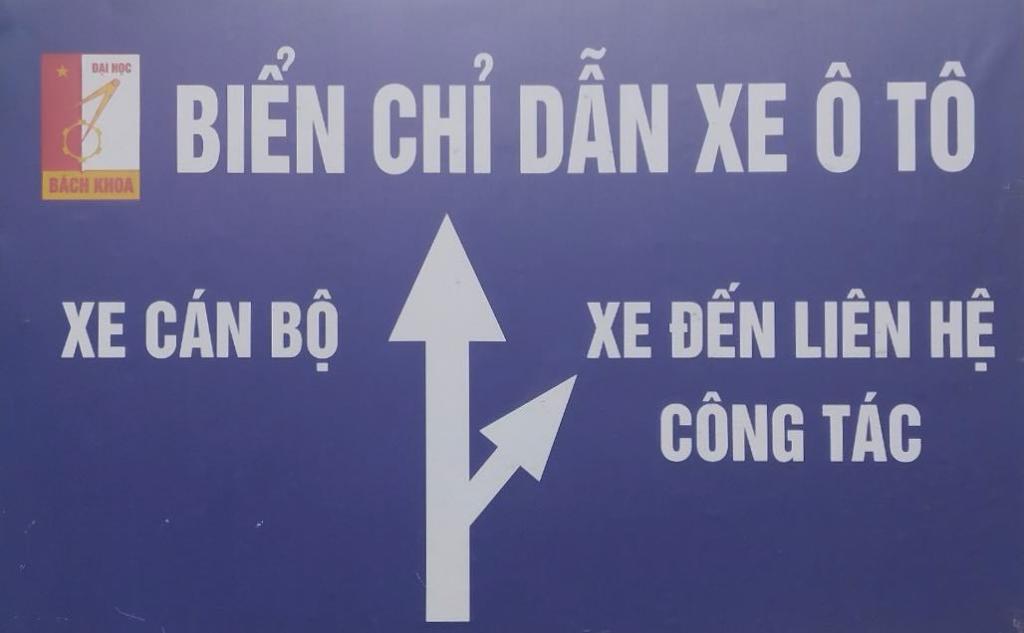 ĐẠI HỌC
BÁCH KHOA
BIỂN CHỈ DẪN XE Ô TÔ
XE CÁN BỘ
XE ĐẾN LIÊN HỆ
CÔNG TÁC